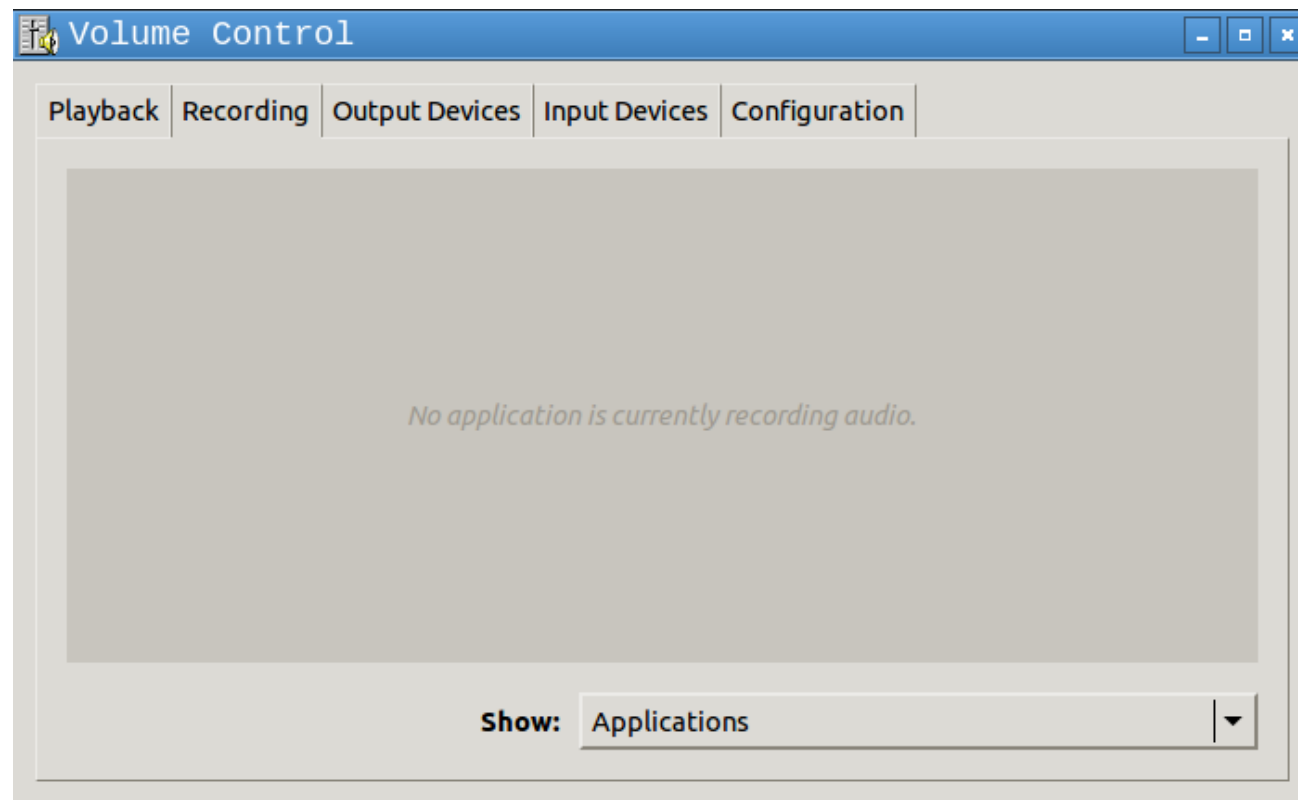 Volume Control
Playback Recording Output Devices Input Devices Configuration
No application is currently recording audio.
Show: Applications